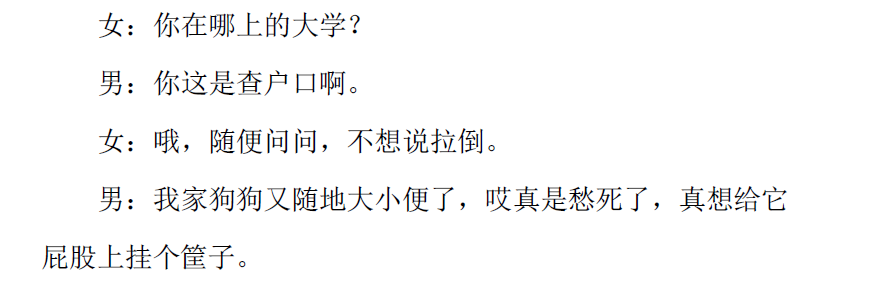 女：你在哪上的大学？
男：你这是查户口啊。
女：哦，随便问问，不想说拉倒。
男：我家狗狗又随地大小便了，哎真是愁死了，真想给它
屁股上挂个筐子。